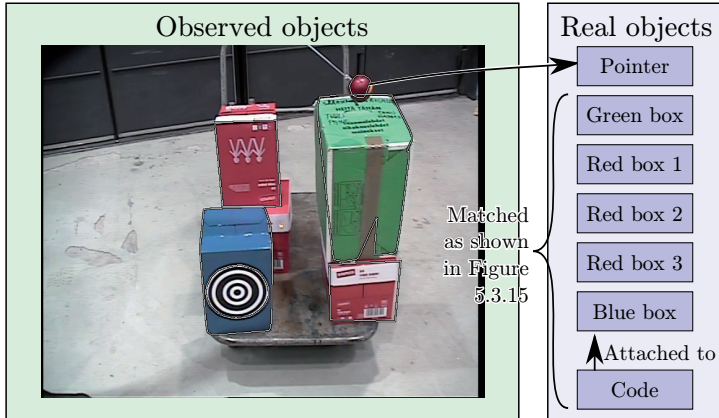 Observed objects
Real objects
Pointer
Green box
Red box 1
Red box 2
Red box 3
Blue box
Attached to
Code
Matched
as shown
in Figure
5.3.15